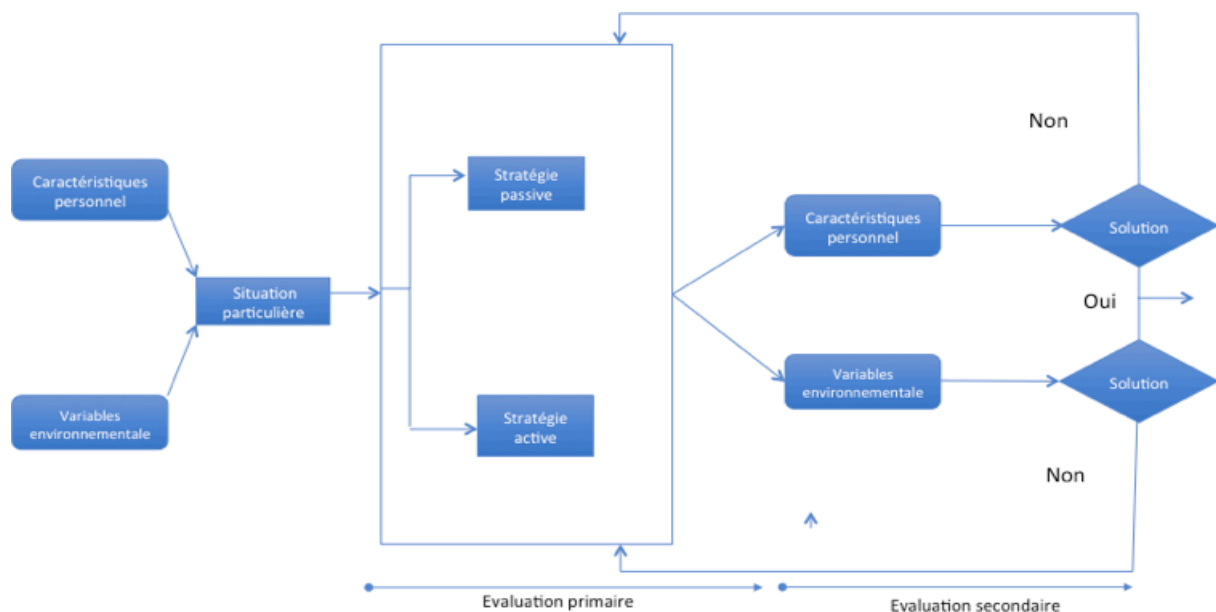 Caractéristiques
personnel
Variables
environnementale
Situation
particulière
Stratégie
passive
Stratégie
active
Caractéristiques
personnel
Variables
environnementale
Non
Solution
Oui
Solution
Non
Evaluation primaire
Evaluation secondaire